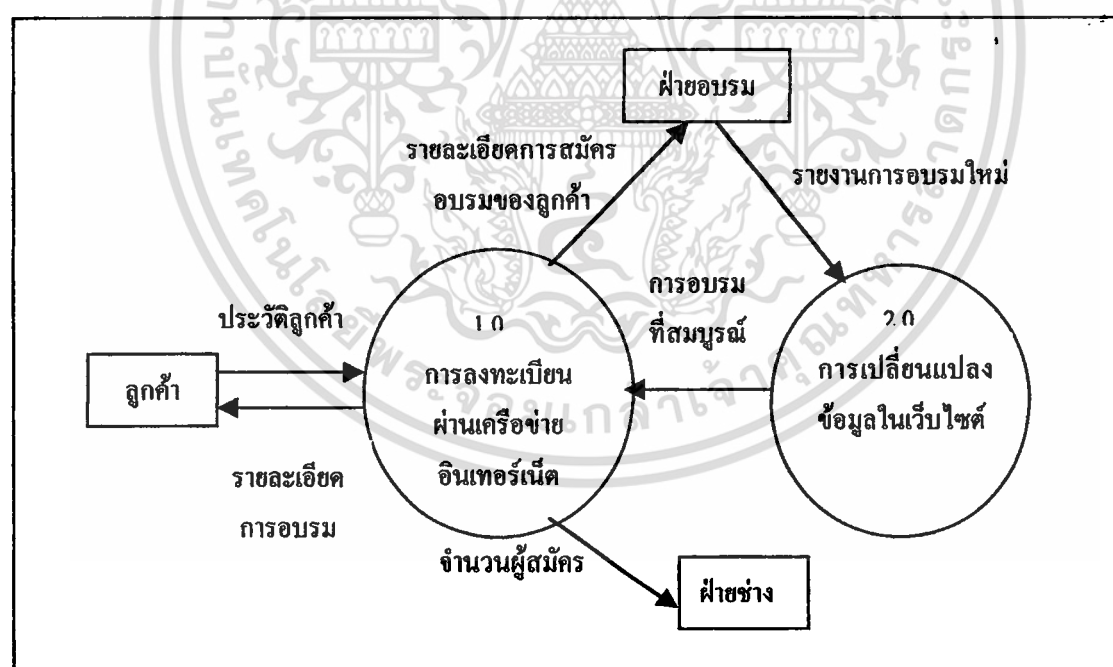 ฝ่ายอบรม
รายละเอียดการสมัคร
อบรมของลูกค้า
รายงานการอบรมใหม่
การอบรม
ที่สมบูรณ์
ประวัติลูกค้า
ลูกค้า
รายละเอียด
การอบรม
1.0
การลงทะเบียน
ผ่านเครือข่าย
อินเทอร์เน็ต
2.0
การเปลี่ยนแปลง
ข้อมูลในเว็บไซต์
จำนวนผู้สมัคร
ฝ่ายช่าง